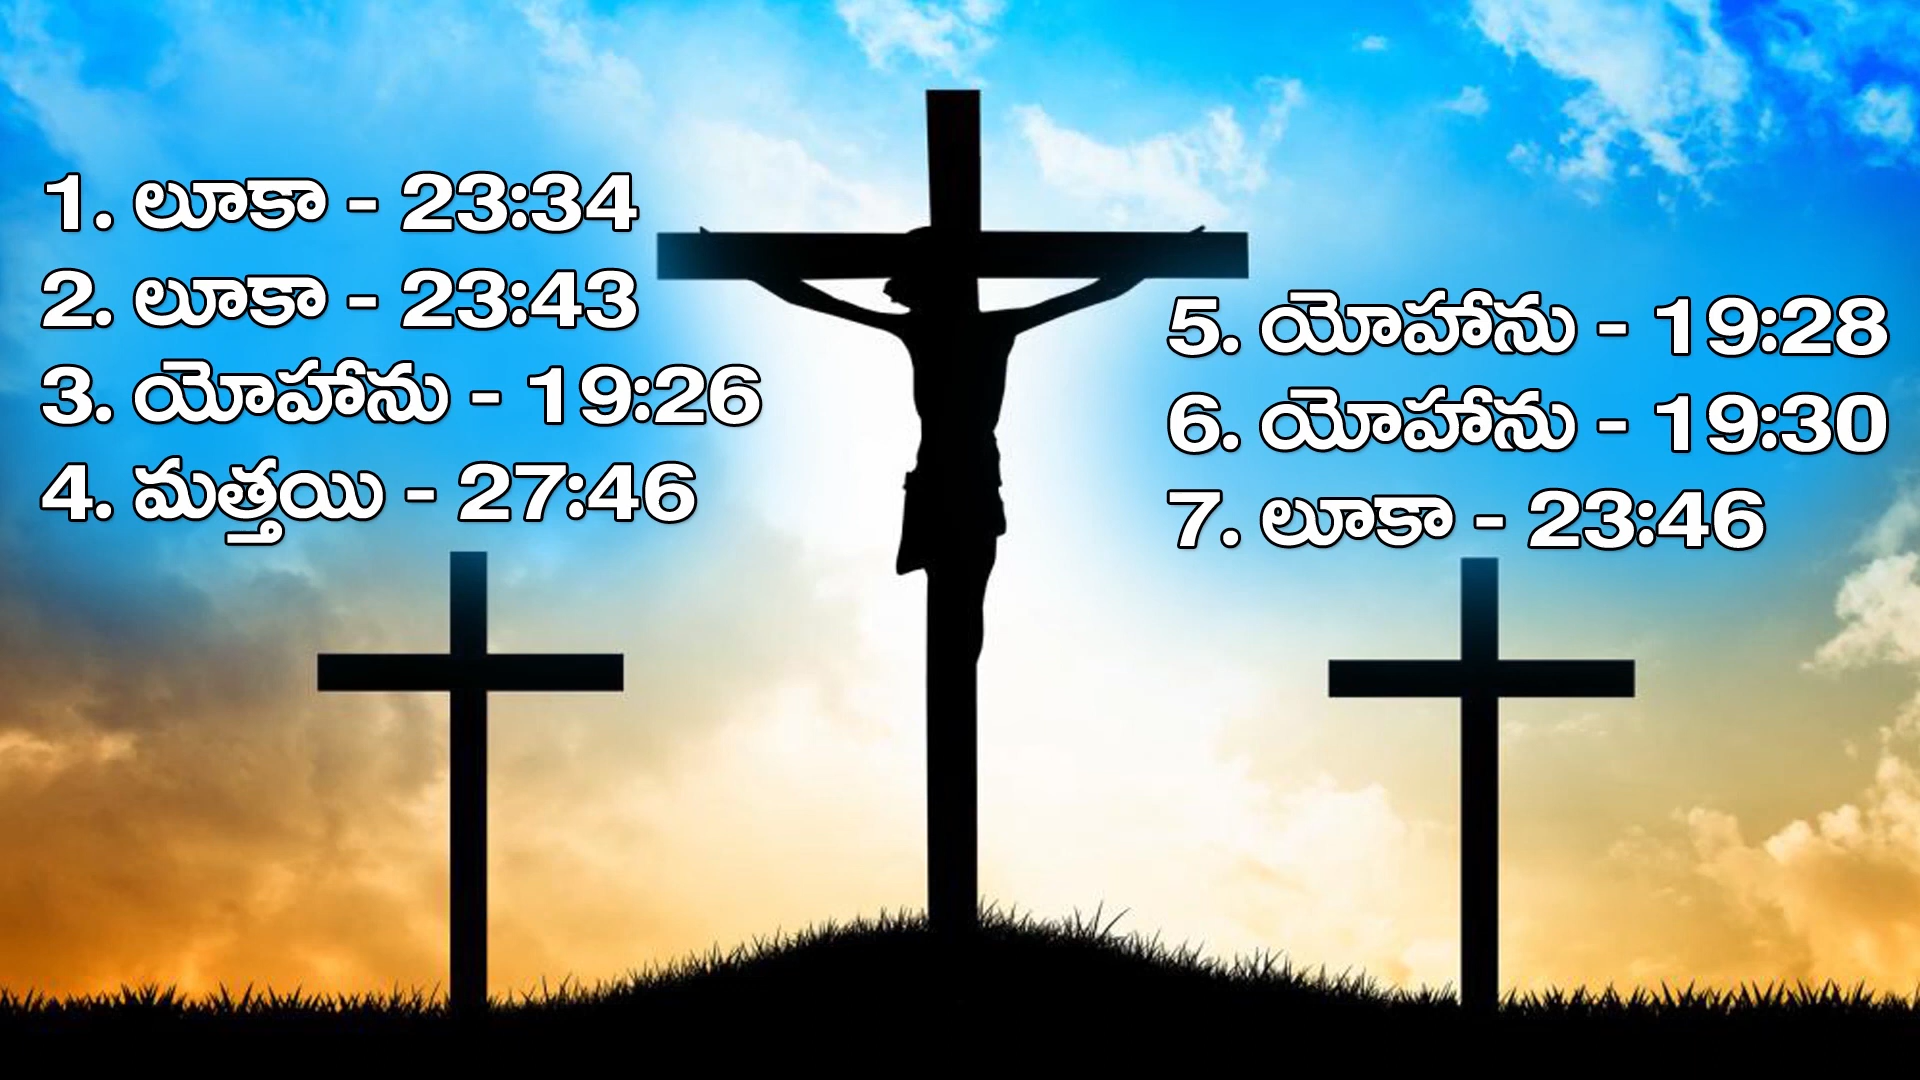 1. లూకా - 23:34
2. లూకా - 23:43
3. యోహాను - 19:26
4. మత్తయి - 27:46
5. యోహాను - 19:28
6. యోహాను - 19:30
7. లూకా - 23:46